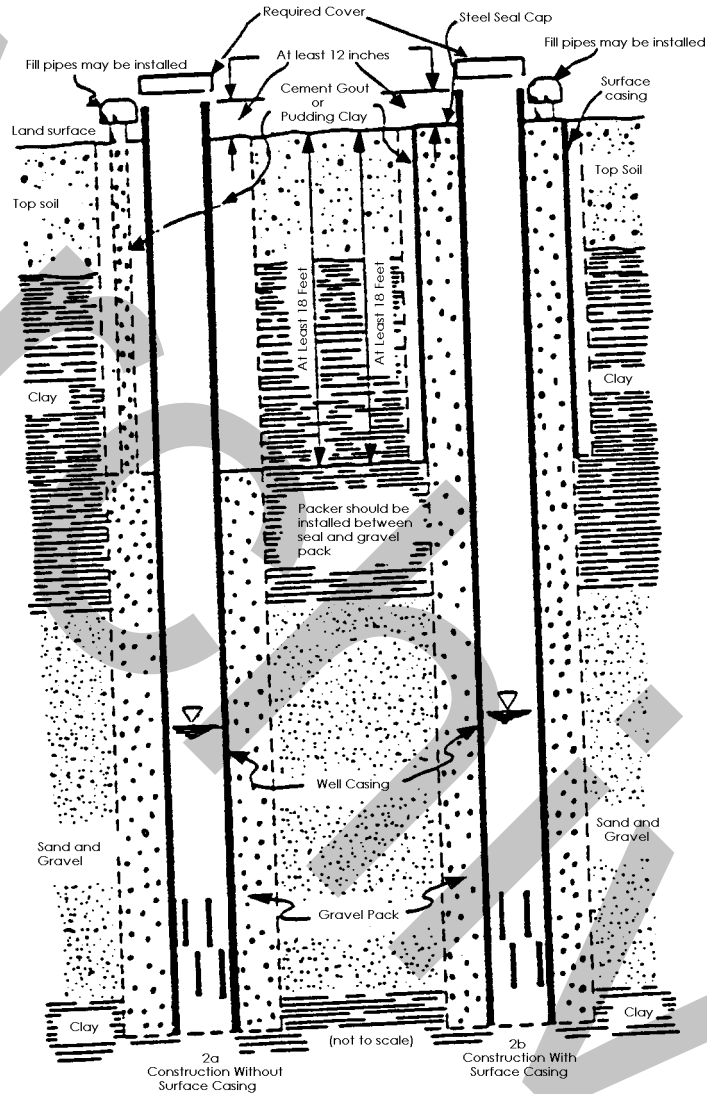 Required Cover
Steel Seal Cap
Fill pipes may be installed
At least 12 inches
Fill pipes may be installed
Cement Gout
or
Pudding Clay
Surface
casing
Land surface
Top soil
Top Soil
At Least 18 Feet
At Least 18 Feet
Clay
Clay
Packer should be
installed between
seal and gravel
pack
Well Casing
Sand and
Gravel
Sand and
Gravel
Gravel Pack
Clay
Clay
(not to scale)
2a
Construction Without
Surface Casing
2b
Construction With
Surface Casing